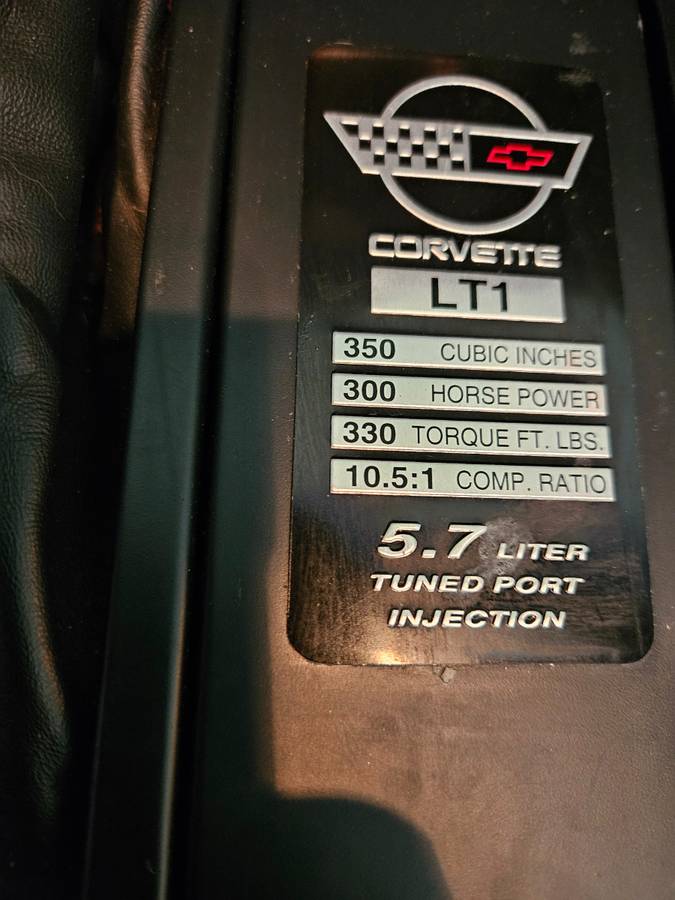 CORVETTE
LT1
350 CUBIC INCHES
300 HORSE POWER
330 TORQUE FT. LBS.
10.5:1 COMP. RATIO
5.7 LITER
TUNED PORT
INJECTION